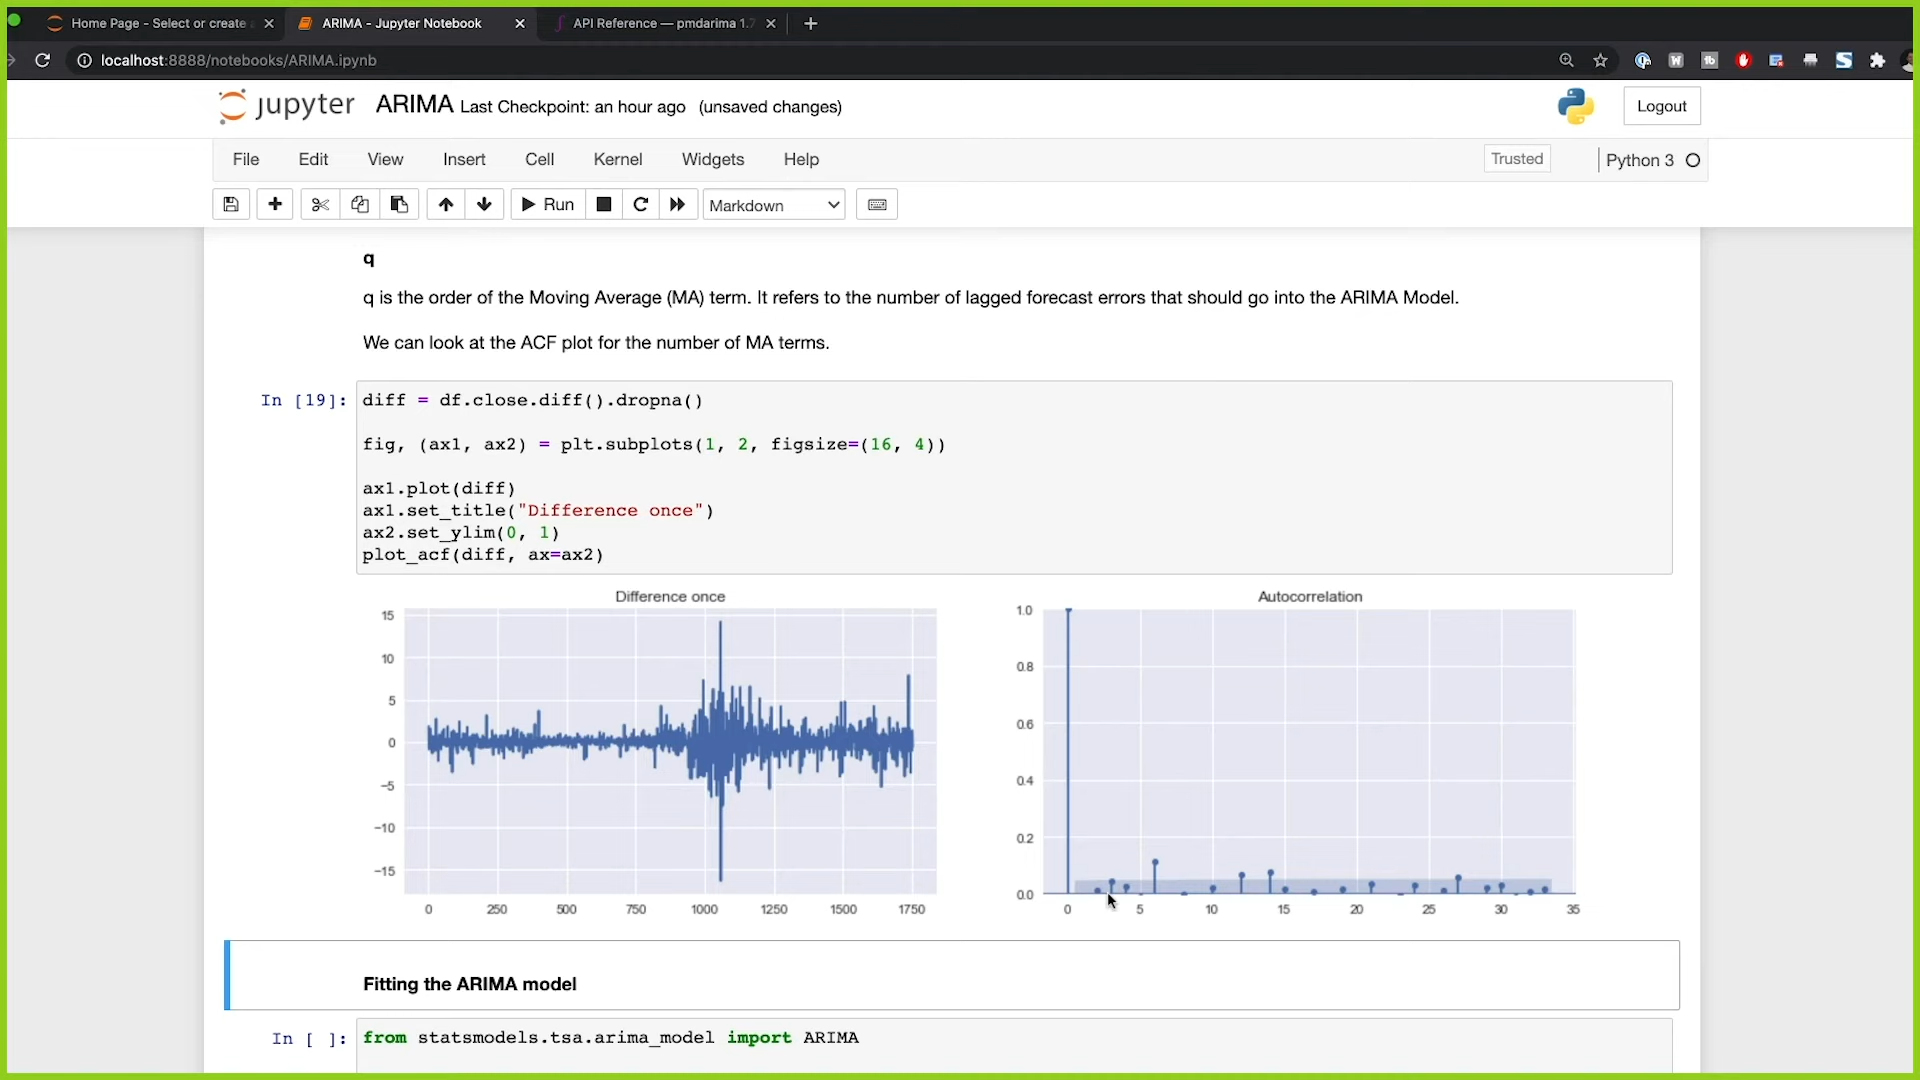 Home Page - Select or create
ARIMA - Jupyter Notebook
API Reference — pmdarima 1.
localhost:8888/notebooks/ARIMA.ipynb
jupyter ARIMA Last Checkpoint: an hour ago (unsaved changes)
Logout
File Edit View Insert Cell Kernel Widgets Help
Trusted
Python 3
Run
Markdown
q
q is the order of the Moving Average (MA) term. It refers to the number of lagged forecast errors that should go into the ARIMA Model.
We can look at the ACF plot for the number of MA terms.
In [19]:
diff = df.close.diff().dropna()
fig, (ax1, ax2) = plt.subplots(1, 2, figsize=(16, 4))
ax1.plot(diff)
ax1.set_title("Difference once")
ax2.set_ylim(0, 1)
plot_acf(diff, ax=ax2)
Difference once
15
10
5
0
−5
−10
−15
0 250 500 750 1000 1250 1500 1750
Autocorrelation
1.0
0.8
0.6
0.4
0.2
0.0
0 5 10 15 20 25 30 35
Fitting the ARIMA model
In [ ]:
from statsmodels.tsa.arima_model import ARIMA